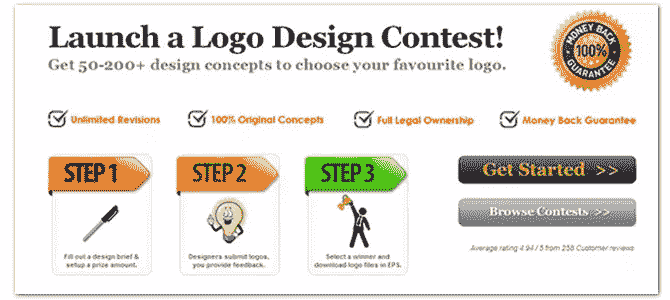 Launch a Logo Design Contest!
Get 50-200+ design concepts to choose your favourite logo.
MONEY BACK
100%
GUARANTEE
Unlimited Revisions
100% Original Concepts
Full Legal Ownership
Money Back Guarantee
STEP 1
Fill out a design brief &
setup a prize amount.
STEP 2
Designers submit logos,
you provide feedback.
STEP 3
Select a winner and
download logo files in EPS.
Get Started >>
Browse Contests >>
Average rating 4.94 / 5 from 258 Customer reviews